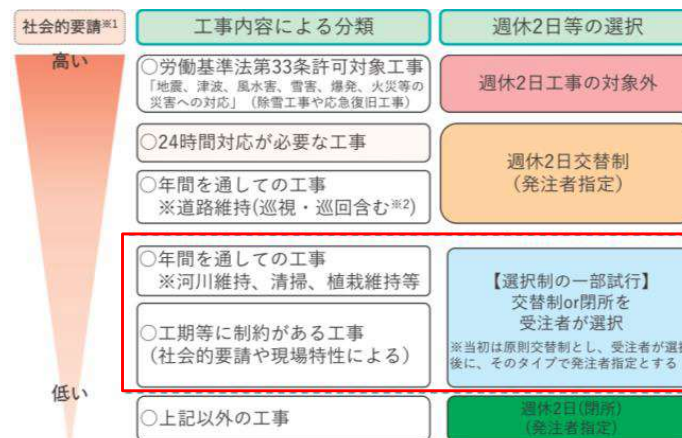 社会的要請※1
工事内容による分類
週休2日等の選択
高い
○労働基準法第33条許可対象工事
「地震、津波、風水害、雪害、爆発、火災等の
災害への対応」(除雪工事や応急復旧工事)
週休2日工事の対象外
○24時間対応が必要な工事
○年間を通しての工事
※道路維持(巡視・巡回含む※2)
週休2日交替制
(発注者指定)
○年間を通しての工事
※河川維持、清掃、植栽維持等
○工期等に制約がある工事
(社会的要請や現場特性による)
【選択制の一部試行】
交替制or閉所を
受注者が選択
※当初は原則交替制とし、受注者が選択
後に、そのタイプで発注者指定とする
低い
○上記以外の工事
週休2日(閉所)
(発注者指定)